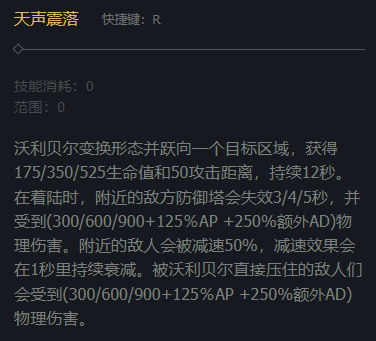 天声震落 快捷键：R
技能消耗：0
范围：0
沃利贝尔变换形态并跃向一个目标区域，获得
175/350/525生命值和50攻击距离，持续12秒。
在着陆时，附近的敌方防御塔会失效3/4/5秒，并
受到(300/600/900+125%AP +250%额外AD)物
理伤害。附近的敌人会被减速50%，减速效果会
在1秒里持续衰减。被沃利贝尔直接压住的敌人们
会受到(300/600/900+125%AP +250%额外AD)
物理伤害。